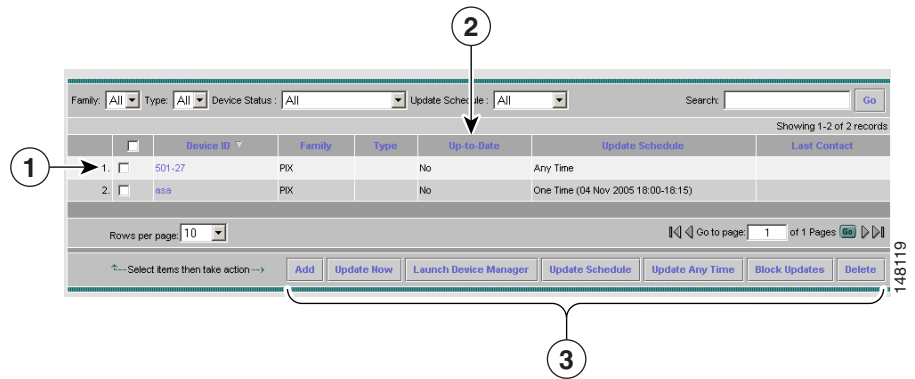 2
Family: All Type: All Device Status : All Update Schedule : All Search: Go
Showing 1-2 of 2 records
Device ID Family Type Up-to-Date Update Schedule Last Contact
1
1. 501-27 PIX No Any Time
2. asa PIX No One Time (04 Nov 2005 18:00-18:15)
Rows per page: 10 Go to page: 1 of 1 Pages Go
Select items then take action Add Update Now Launch Device Manager Update Schedule Update Any Time Block Updates Delete
148119
3